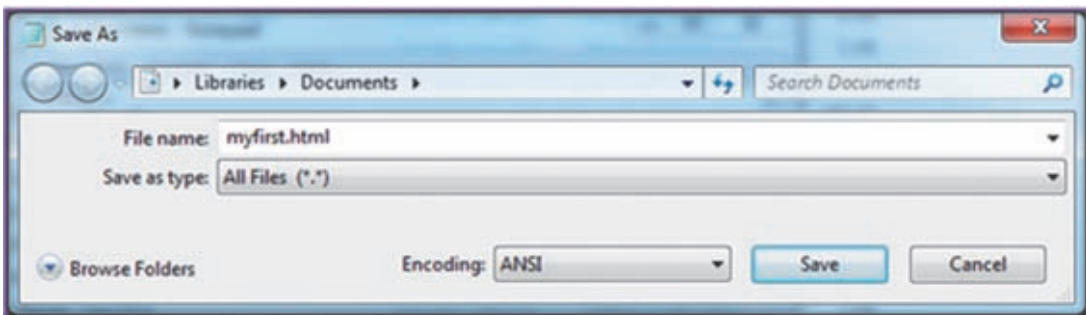 Save As
Libraries ▸ Documents ▸ Search Documents
File name: myfirst.html
Save as type: All Files (*.*)
Browse Folders Encoding: ANSI Save Cancel